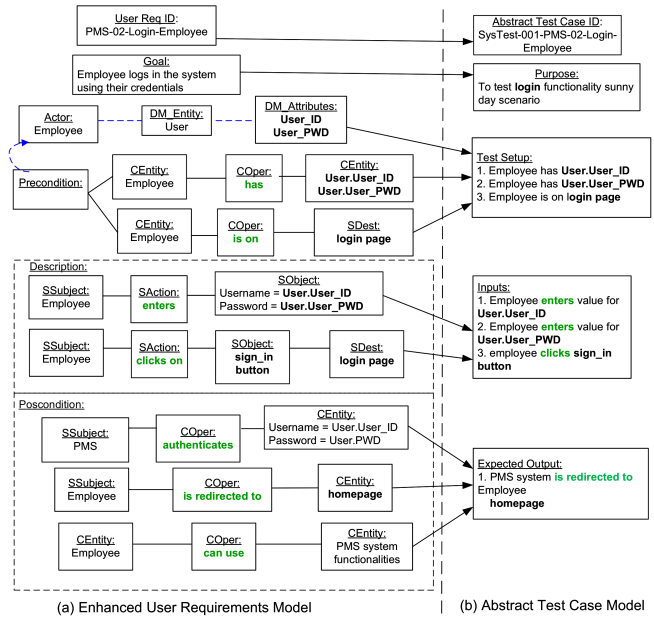 User Req ID:
PMS-02-Login-Employee
Abstract Test Case ID:
SysTest-001-PMS-02-Login-
Employee
Goal:
Employee logs in the system
using their credentials
Purpose:
To test login functionality sunny
day scenario
Actor:
Employee
DM_Entity:
User
DM_Attributes:
User_ID
User_PWD
Precondition:
CEntity:
Employee
COper:
has
CEntity:
User.User_ID
User.User_PWD
CEntity:
Employee
COper:
is on
SDest:
login page
Test Setup:
1. Employee has User.User_ID
2. Employee has User.User_PWD
3. Employee is on login page
Description:
SSubject:
Employee
SAction:
enters
SObject:
Username = User.User_ID
Password = User.User_PWD
SSubject:
Employee
SAction:
clicks on
SObject:
sign_in
button
SDest:
login page
Inputs:
1. Employee enters value for
User.User_ID
2. Employee enters value for
User.User_PWD
3. employee clicks sign_in
button
Poscondition:
SSubject:
PMS
COper:
authenticates
CEntity:
Username = User.User_ID
Password = User.PWD
SSubject:
Employee
COper:
is redirected to
CEntity:
homepage
CEntity:
Employee
COper:
can use
CEntity:
PMS system
functionalities
Expected Output:
1. PMS system is redirected to
Employee
homepage
(a) Enhanced User Requirements Model
(b) Abstract Test Case Model